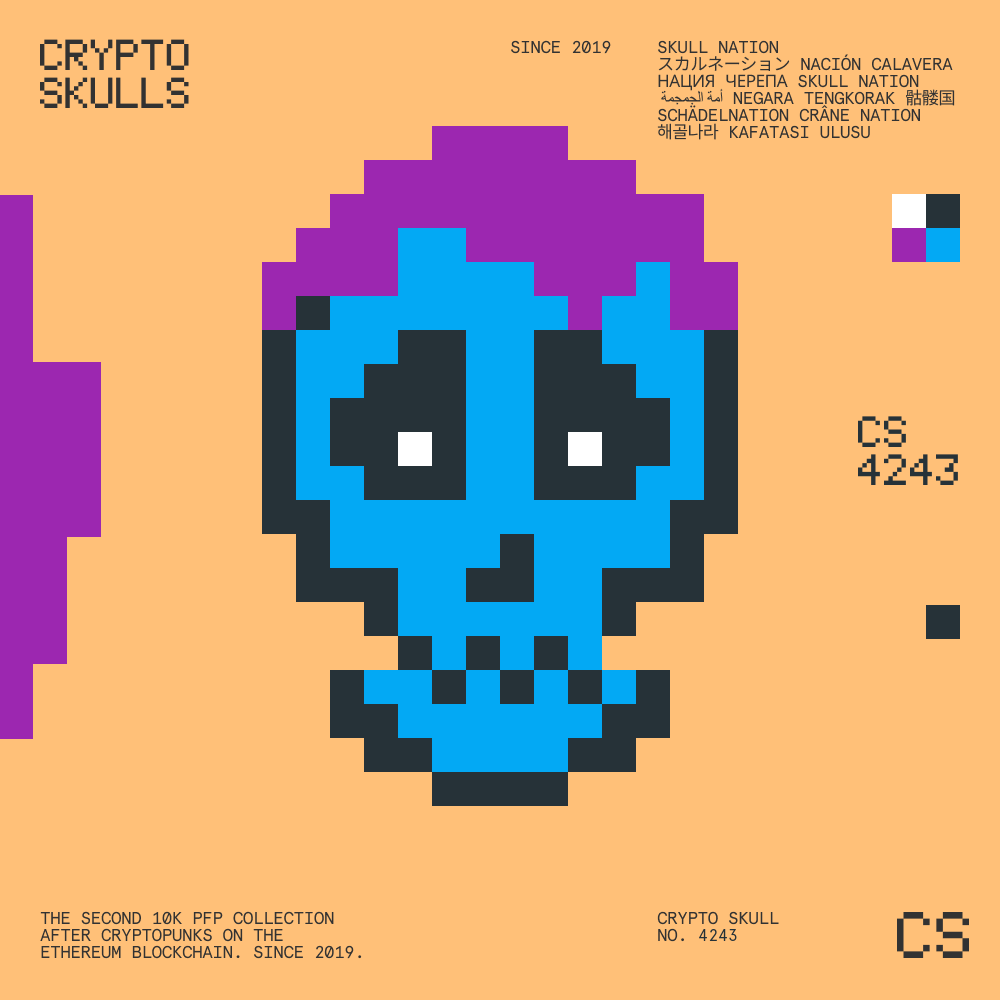 CRYPTO
SKULLS
SINCE 2019
SKULL NATION
スカルネーション NACIÓN CALAVERA
НАЦИЯ ЧЕРЕПА SKULL NATION
أمة الجمجمة NEGARA TENGKORAK 骷髅国
SCHÄDELNATION CRÂNE NATION
해골나라 KAFATASI ULUSU
CS
4243
THE SECOND 10K PFP COLLECTION
AFTER CRYPTOPUNKS ON THE
ETHEREUM BLOCKCHAIN. SINCE 2019.
CRYPTO SKULL
NO. 4243
CS